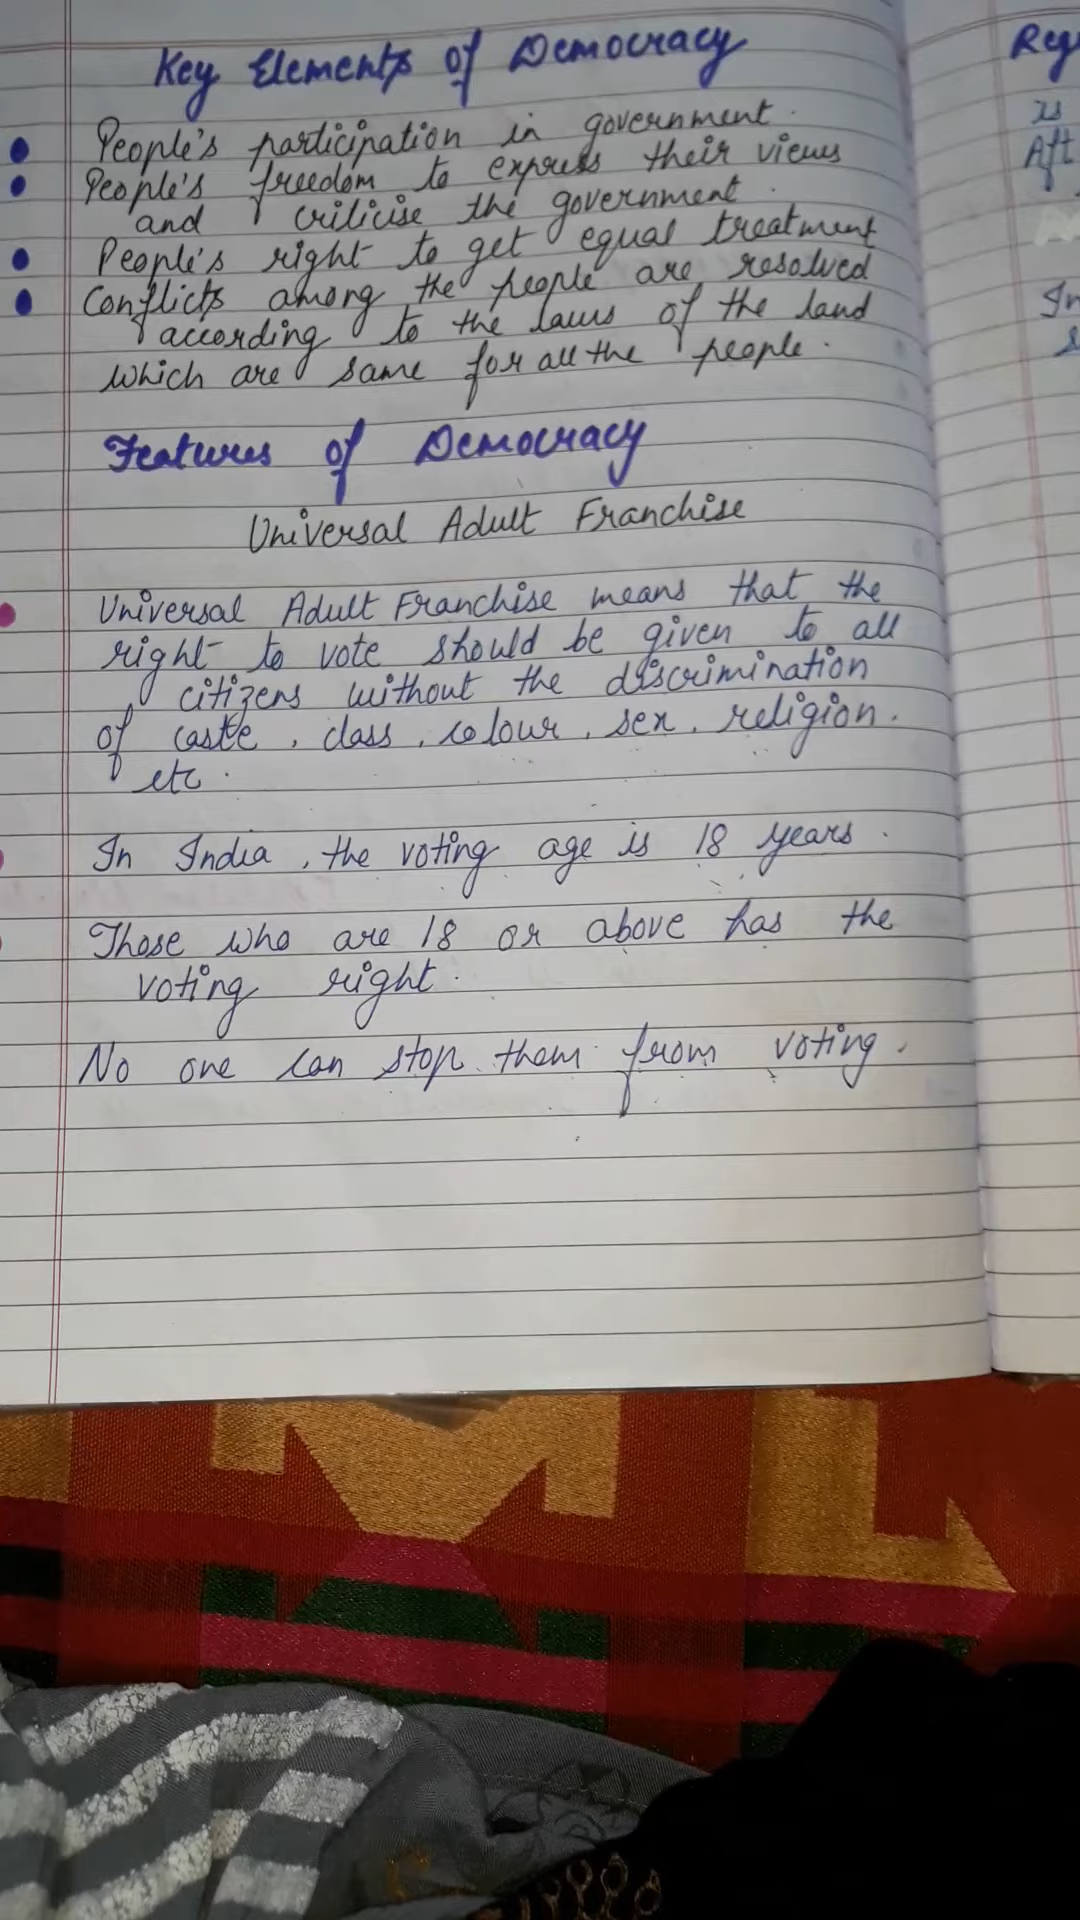 Key Elements of Democracy
People's participation in government.
People's freedom to express their views
and criticise the government.
People's right to get equal treatment
Conflicts among the people are resolved
according to the laws of the land
which are same for all the people.
Features of Democracy
Universal Adult Franchise
Universal Adult Franchise means that the
right to vote should be given to all
citizens without the discrimination
of caste, class, colour, sex, religion.
etc.
In India, the voting age is 18 years.
Those who are 18 or above has the
voting right.
No one can stop them from voting.
is
In